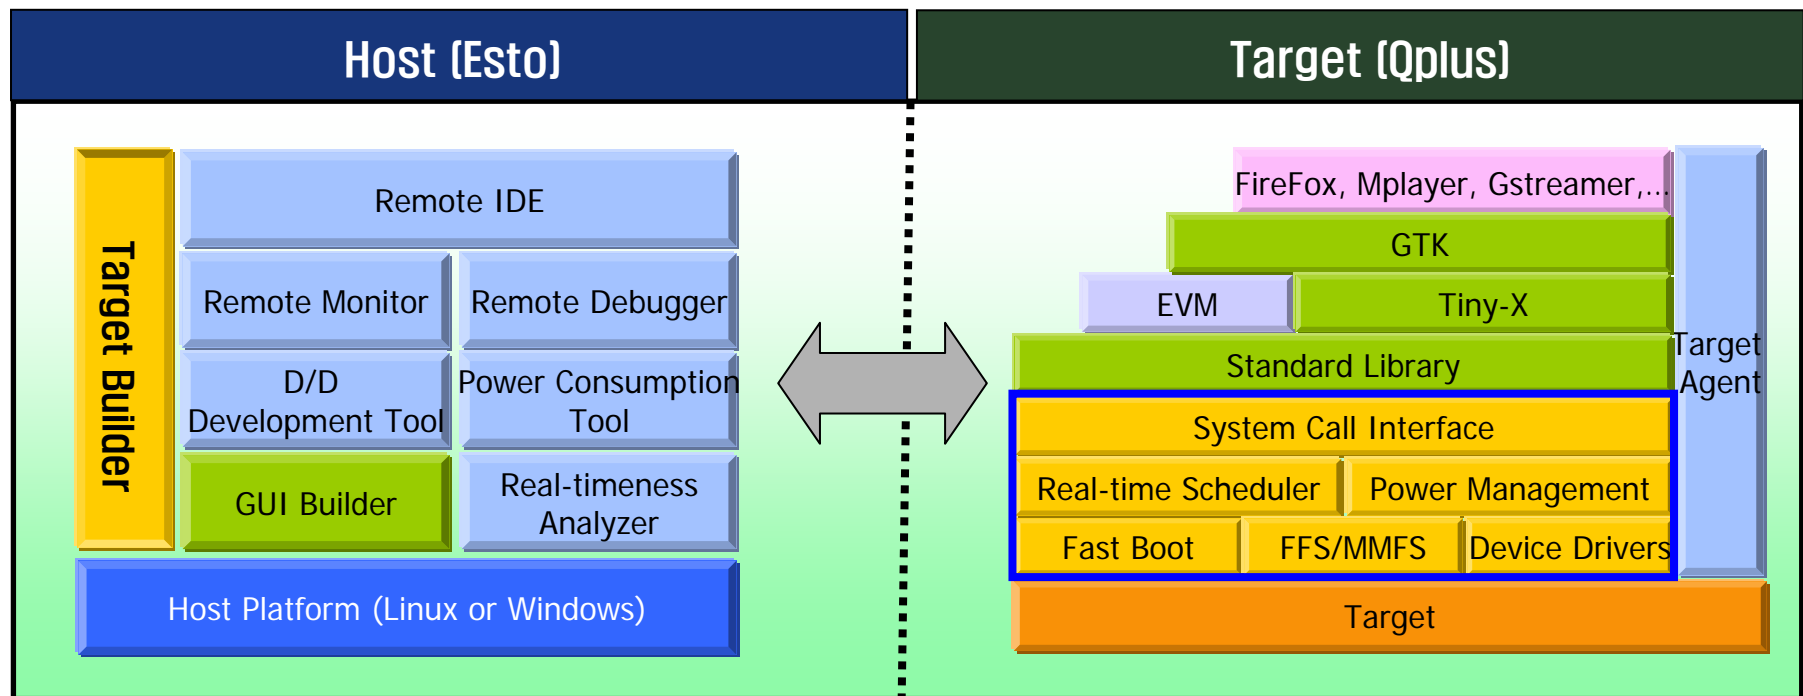 Host (Esto)
Target (Qplus)
Target Builder
Remote IDE
Remote Monitor
Remote Debugger
D/D
Development Tool
Power Consumption
Tool
GUI Builder
Real-timeness
Analyzer
Host Platform (Linux or Windows)
FireFox, Mplayer, Gstreamer,...
GTK
EVM
Tiny-X
Standard Library
Target
Agent
System Call Interface
Real-time Scheduler
Power Management
Fast Boot
FFS/MMFS
Device Drivers
Target